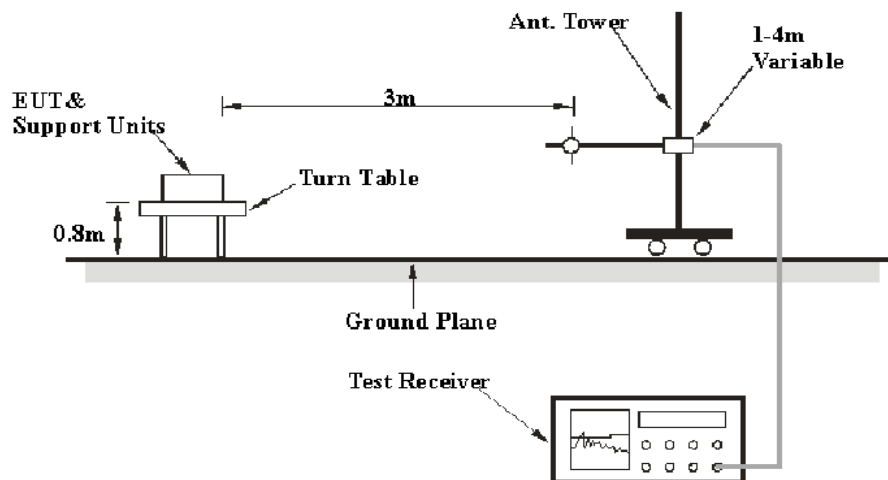 Ant. Tower
1-4m
Variable
3m
EUT&
Support Units
Turn Table
0.8m
Ground Plane
Test Receiver